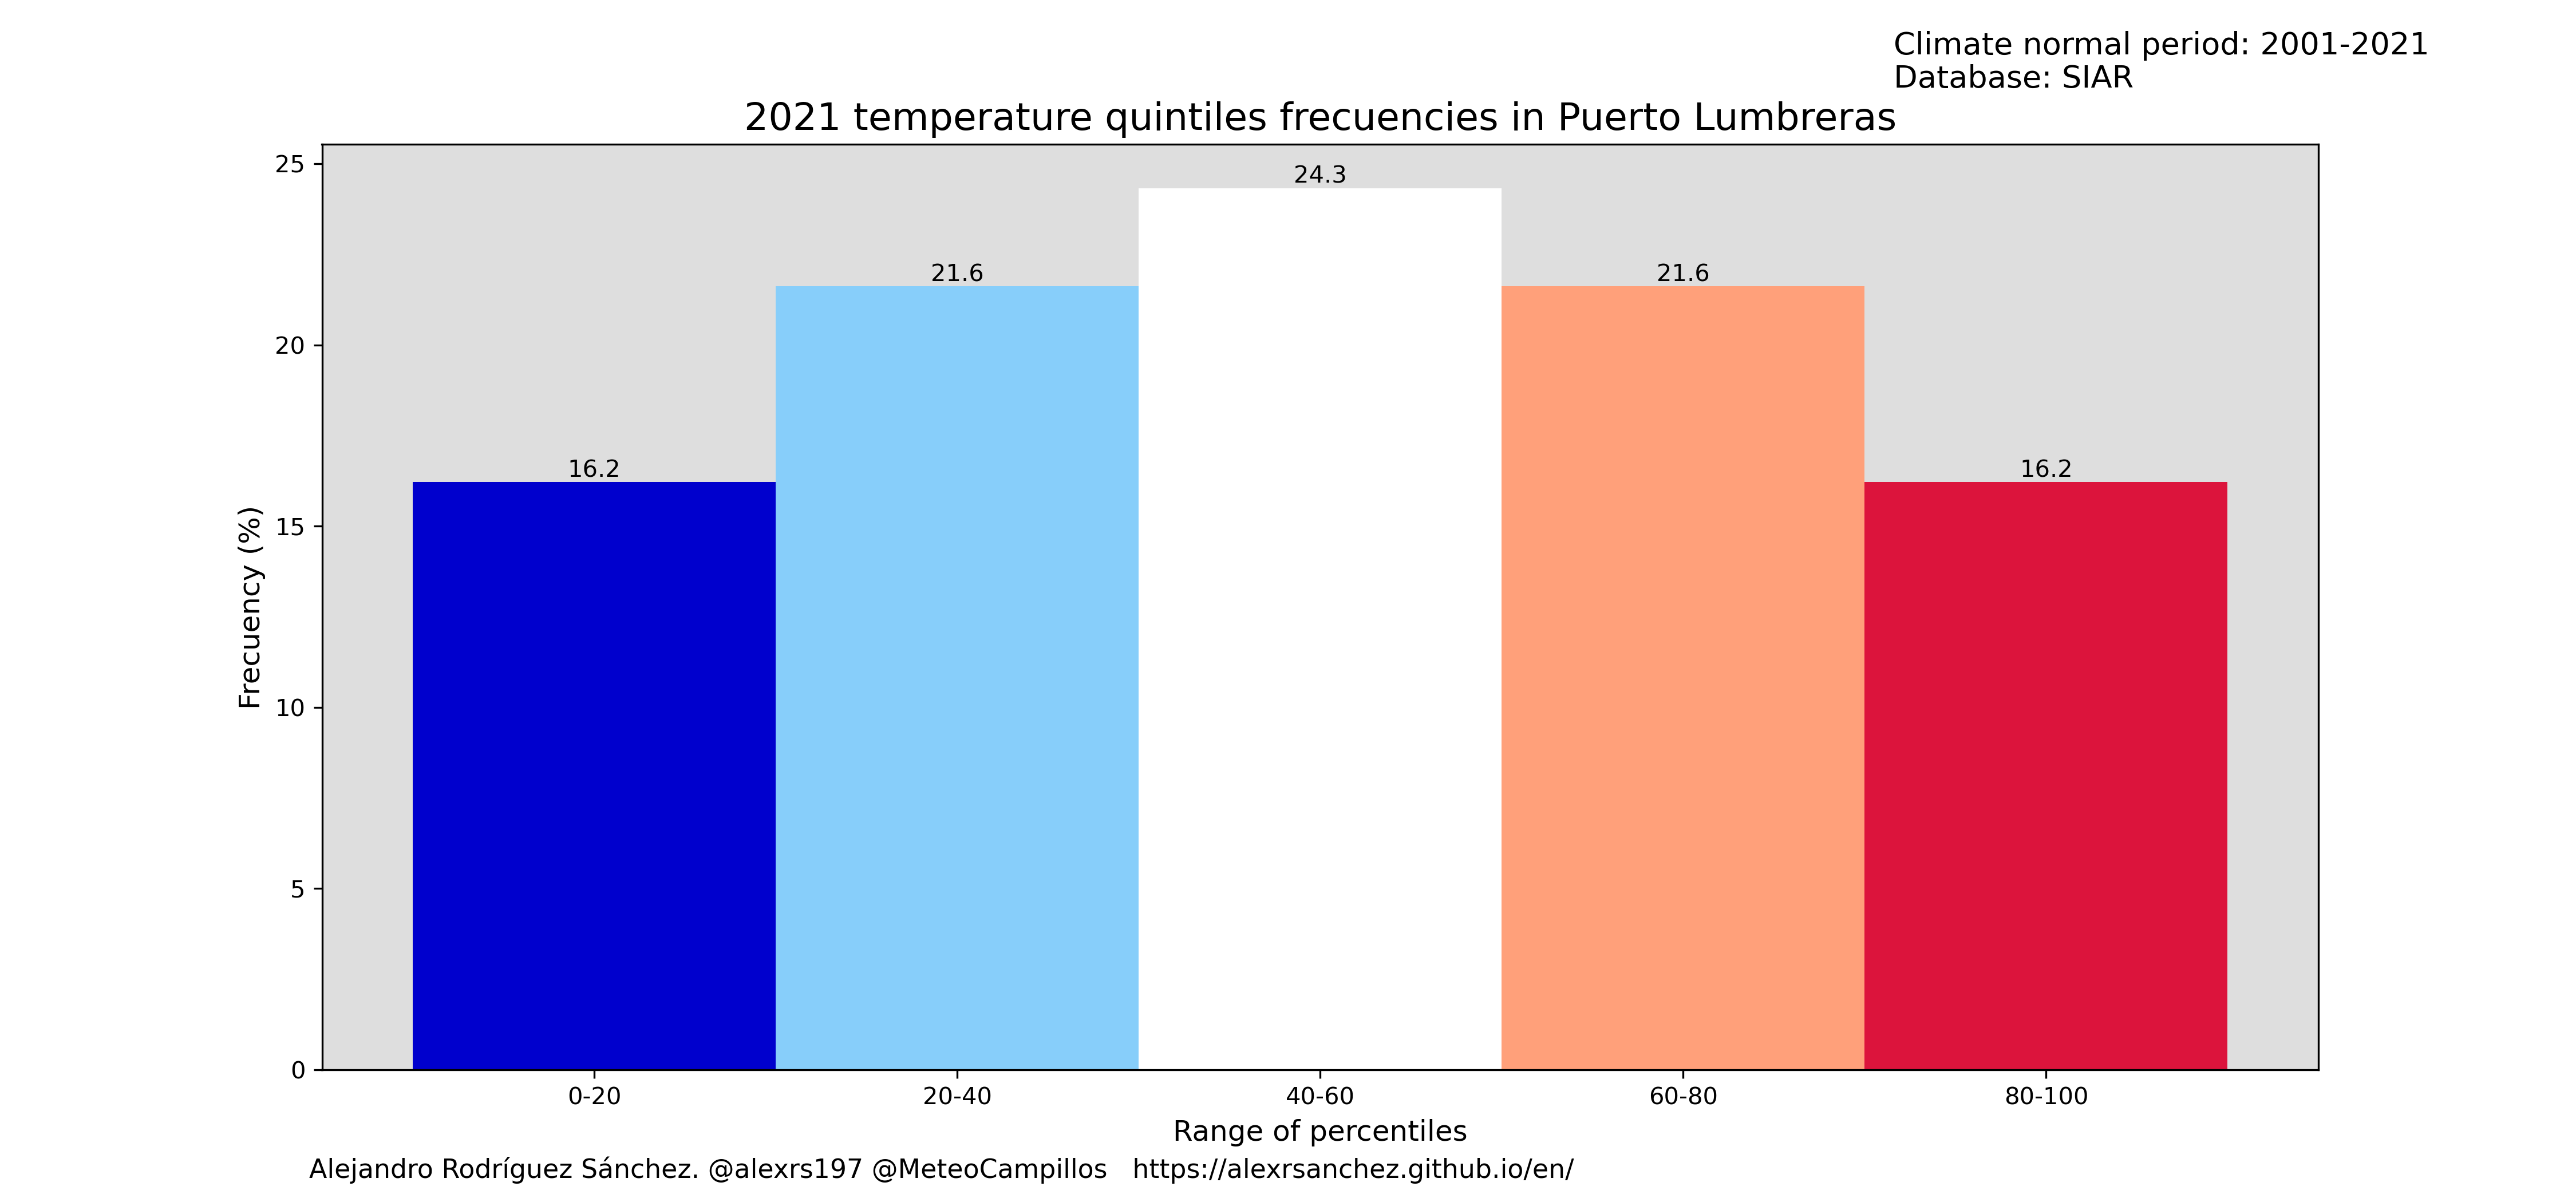 Climate normal period: 2001-2021
Database: SIAR
2021 temperature quintiles frecuencies in Puerto Lumbreras
25
20
15
10
5
0
Frecuency (%)
16.2
21.6
24.3
21.6
16.2
0-20
20-40
40-60
60-80
80-100
Range of percentiles
Alejandro Rodríguez Sánchez. @alexrs197 @MeteoCampillos https://alexrsanchez.github.io/en/